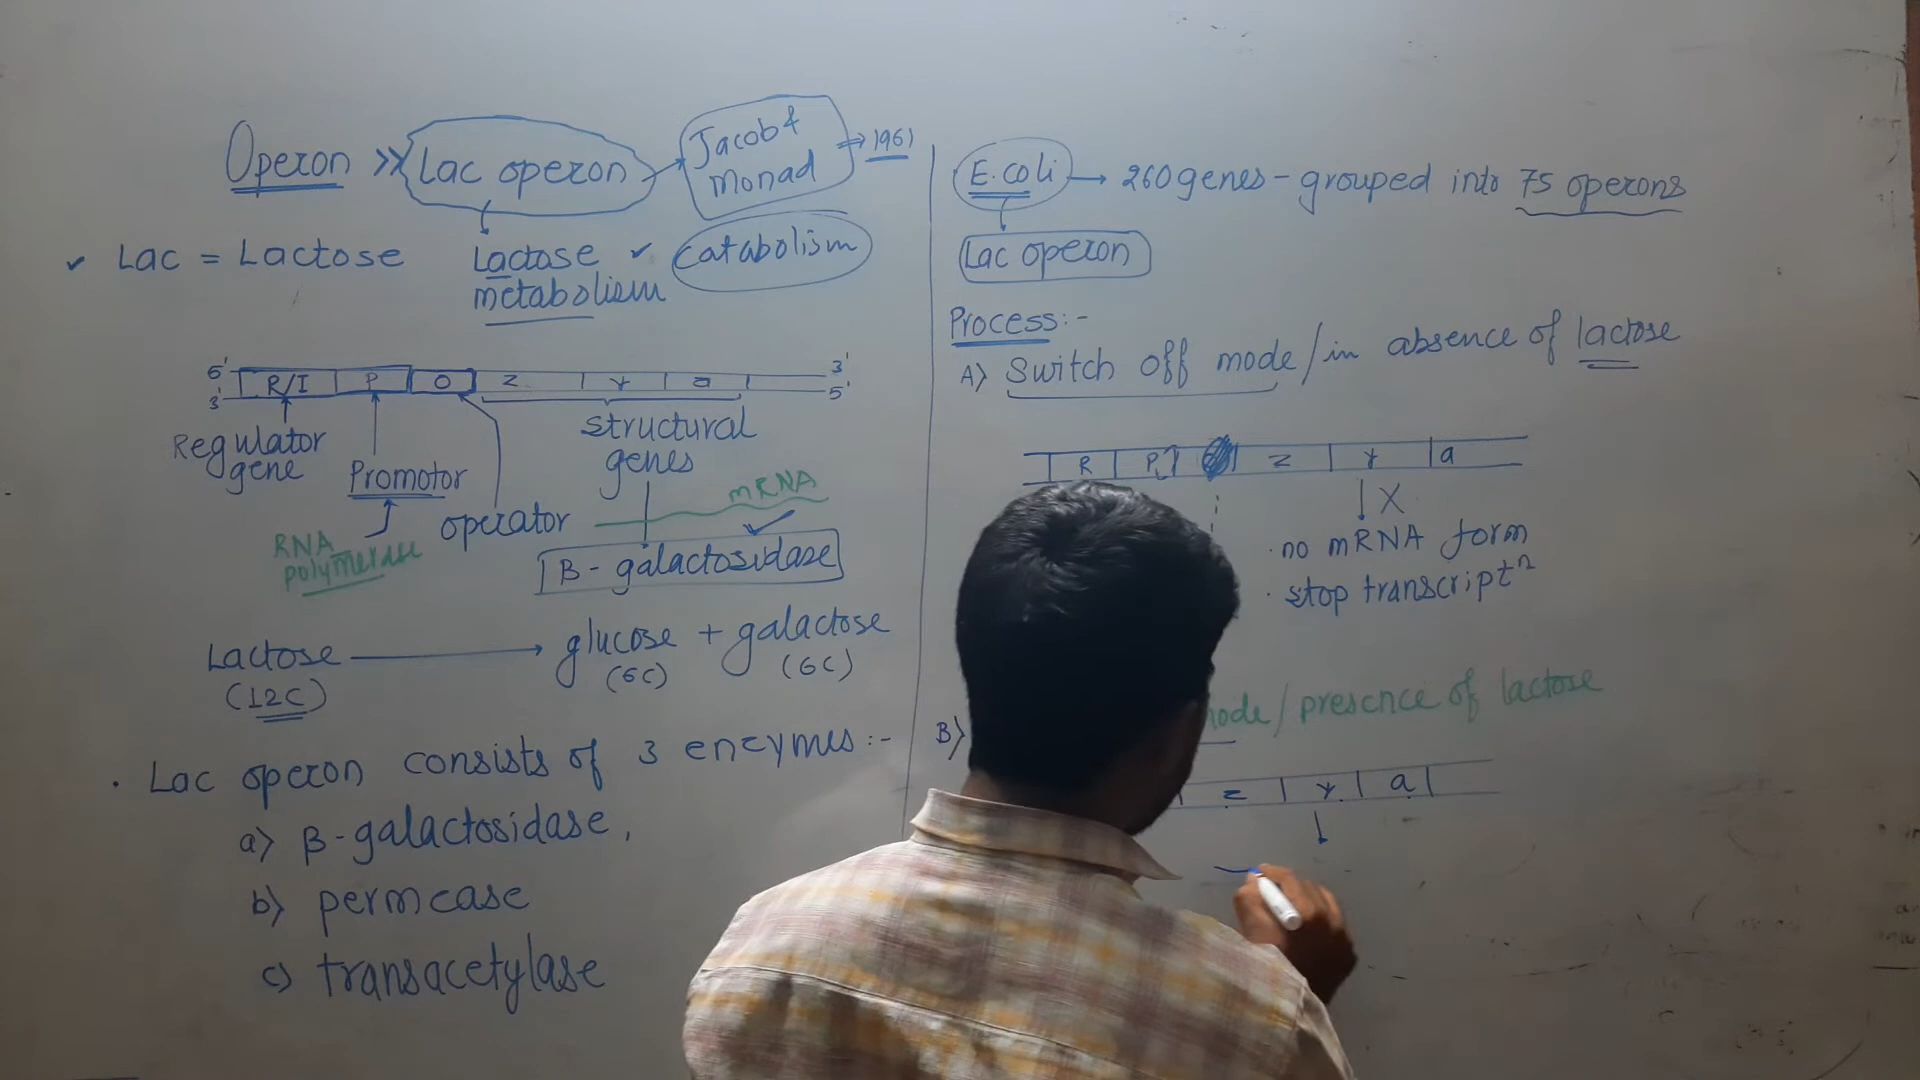 Operon >> Lac operon → Jacob & monad ⇒ 1961
✓ Lac = Lactose
Lactose ✓ catabolism
metabolism
5' R/I P O z y a 3'
3' 5'
Regulator
gene
Promotor
operator
structural
genes
RNA
polymerase
mRNA
β-galactosidase
Lactose → glucose + galactose
(12C) (6C) (6C)
· Lac operon consists of 3 enzymes:-
a) β-galactosidase,
b) permease
c) transacetylase
E.coli → 260 genes - grouped into 75 operons
Lac operon
Process:-
A) Switch off mode/in absence of lactose
R P z y a
X
· no mRNA form
· stop transcriptⁿ
B) mode/presence of lactose
z y a